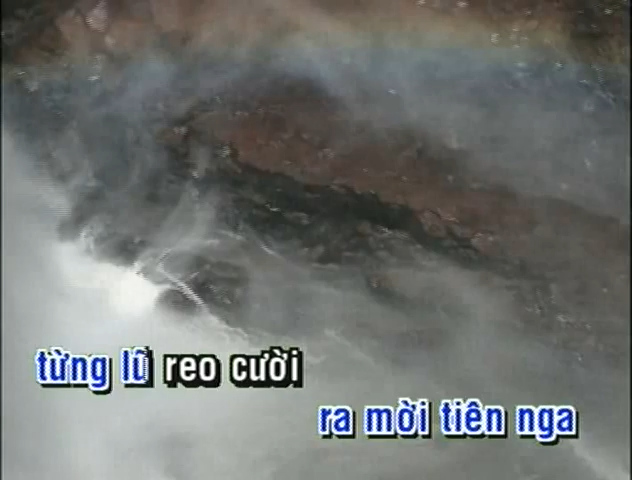 từng lũ reo cười
ra mời tiên nga